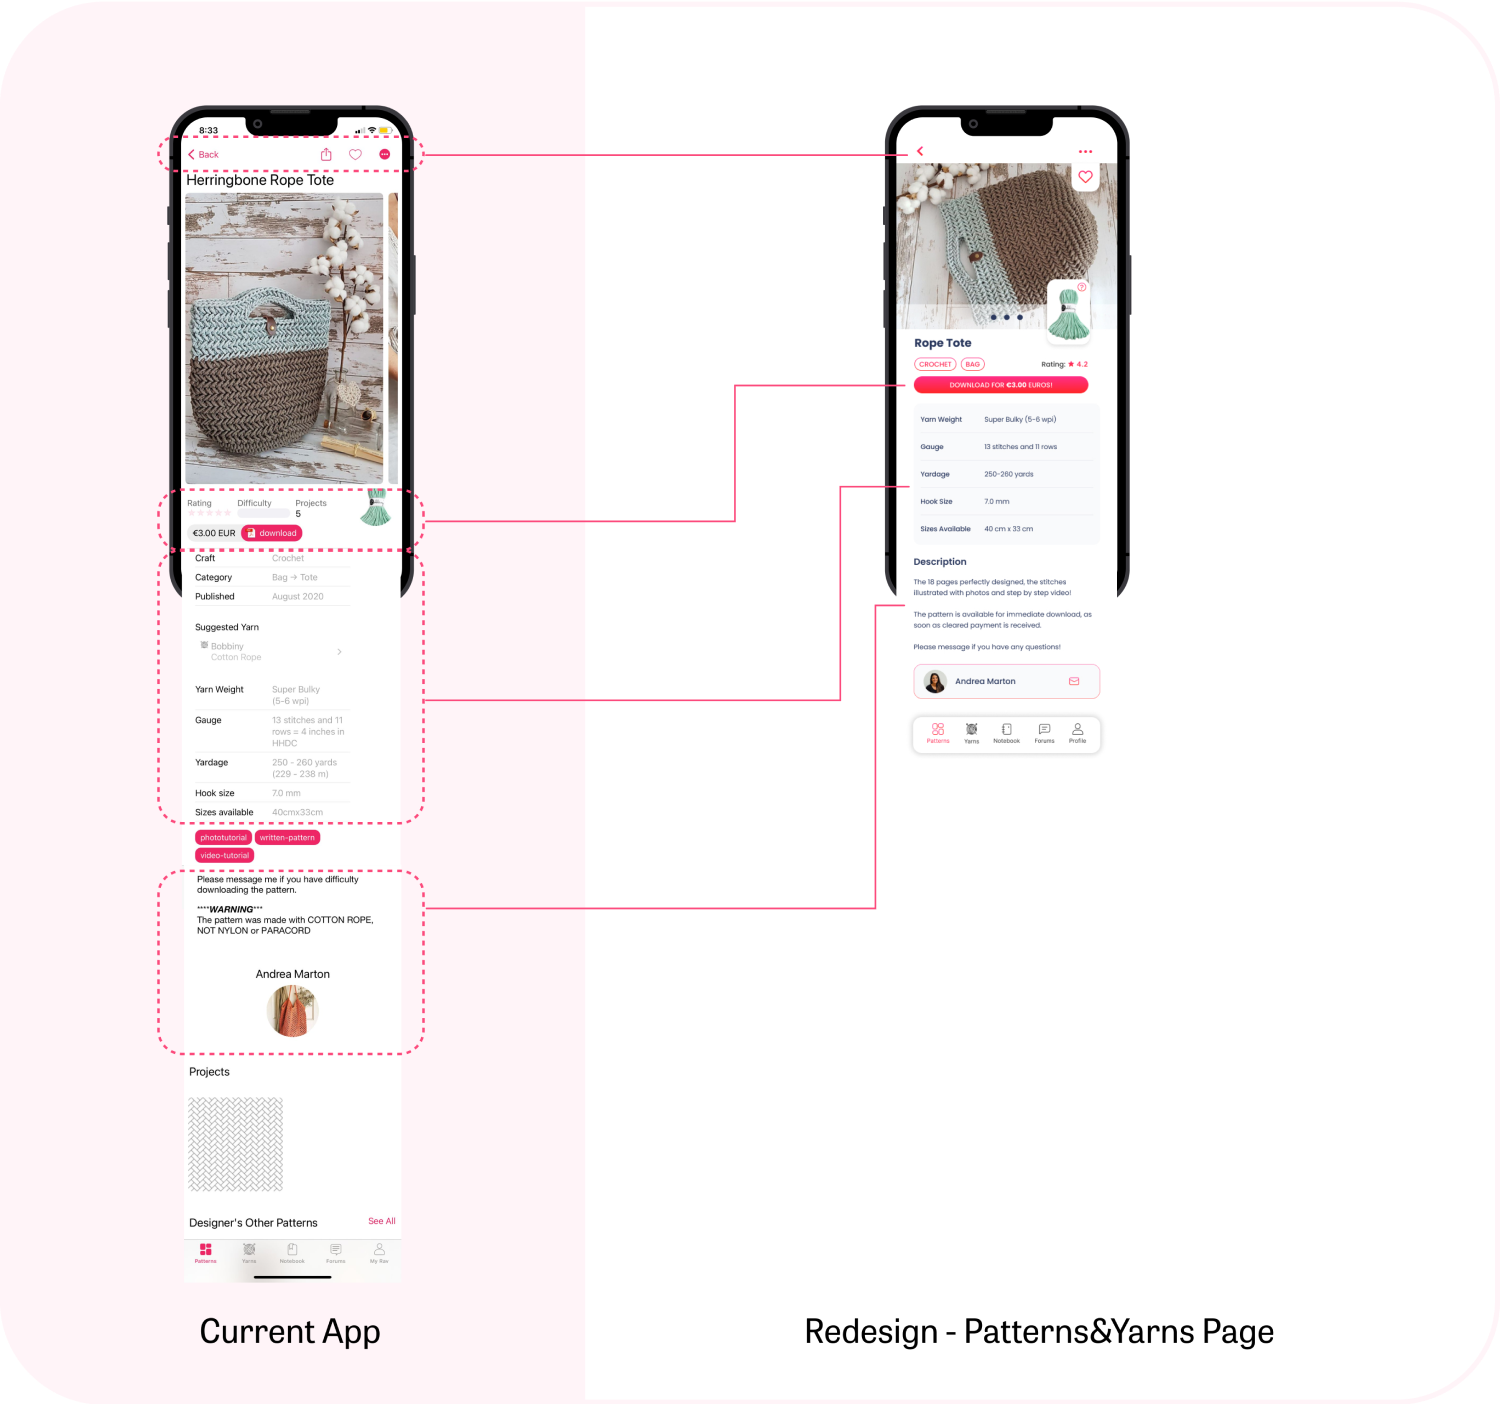 8:33
Back
Herringbone Rope Tote
Rating Difficulty Projects
5
€3.00 EUR download
Craft Crochet
Category Bag → Tote
Published August 2020
Suggested Yarn
Bobbiny
Cotton Rope
Yarn Weight Super Bulky
(5-6 wpi)
Gauge 13 stitches and 11
rows = 4 inches in
HHDC
Yardage 250 - 260 yards
(229 - 238 m)
Hook size 7.0 mm
Sizes available 40cmx33cm
phototutorial written-pattern
video-tutorial
Please message me if you have difficulty
downloading the pattern.
****WARNING***
The pattern was made with COTTON ROPE,
NOT NYLON or PARACORD
Andrea Marton
Projects
Designer's Other Patterns See All
Patterns Yarns Notebook Forums My Rav
Current App
Rope Tote
CROCHET BAG Rating: ★ 4.2
DOWNLOAD FOR €3.00 EUROS!
Yarn Weight Super Bulky (5-6 wpi)
Gauge 13 stitches and 11 rows
Yardage 250-260 yards
Hook Size 7.0 mm
Sizes Available 40 cm x 33 cm
Description
The 18 pages perfectly designed, the stitches
illustrated with photos and step by step video!
The pattern is available for immediate download, as
soon as cleared payment is received.
Please message if you have any questions!
Andrea Marton
Patterns Yarns Notebook Forums Profile
Redesign - Patterns&Yarns Page